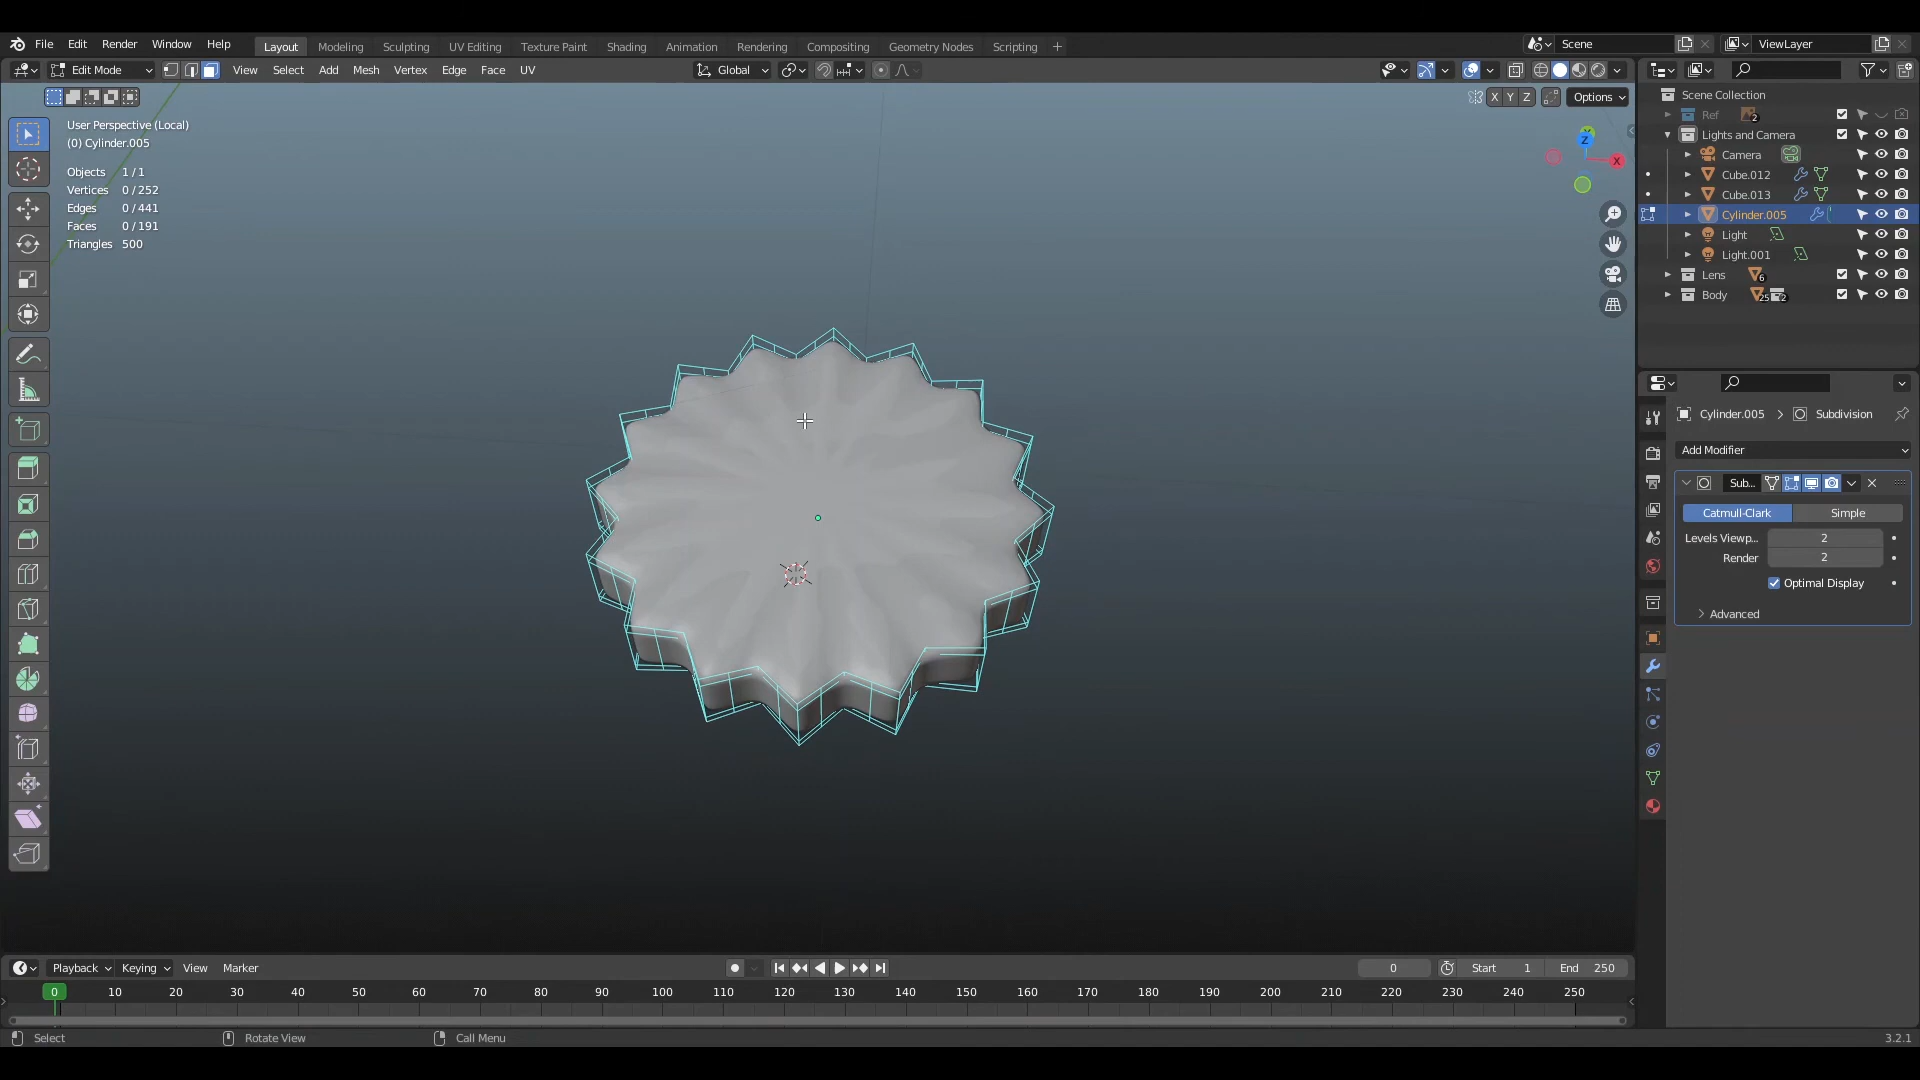 File Edit Render Window Help Layout Modeling Sculpting UV Editing Texture Paint Shading Animation Rendering Compositing Geometry Nodes Scripting + Scene ViewLayer
Edit Mode View Select Add Mesh Vertex Edge Face UV Global
X Y Z Options
User Perspective (Local)
(0) Cylinder.005
Objects 1 / 1
Vertices 0 / 252
Edges 0 / 441
Faces 0 / 191
Triangles 500
Z
X
Scene Collection
Ref 2
Lights and Camera
Camera
Cube.012
Cube.013
Cylinder.005
Light
Light.001
Lens 6
Body 25 2
Cylinder.005 Subdivision
Add Modifier
Sub...
Catmull-Clark Simple
Levels Viewp... 2
Render 2
Optimal Display
Advanced
Playback Keying View Marker 0 Start 1 End 250
0 10 20 30 40 50 60 70 80 90 100 110 120 130 140 150 160 170 180 190 200 210 220 230 240 250
Select Rotate View Call Menu 3.2.1